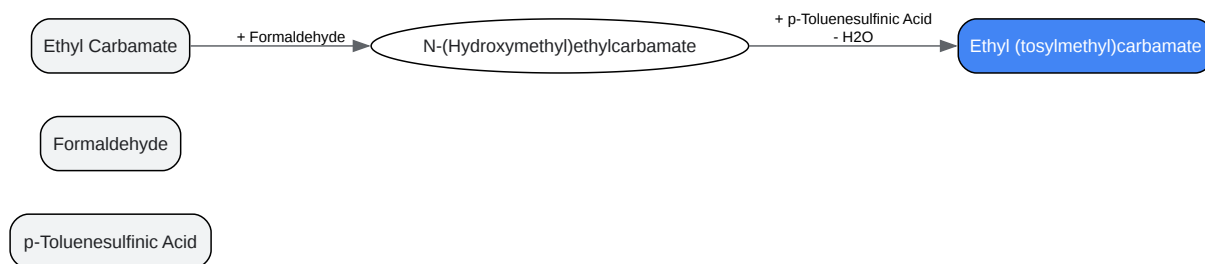 Ethyl Carbamate
+ Formaldehyde
N-(Hydroxymethyl)ethylcarbamate
+ p-Toluenesulfinic Acid
- H2O
Ethyl (tosylmethyl)carbamate
Formaldehyde
p-Toluenesulfinic Acid